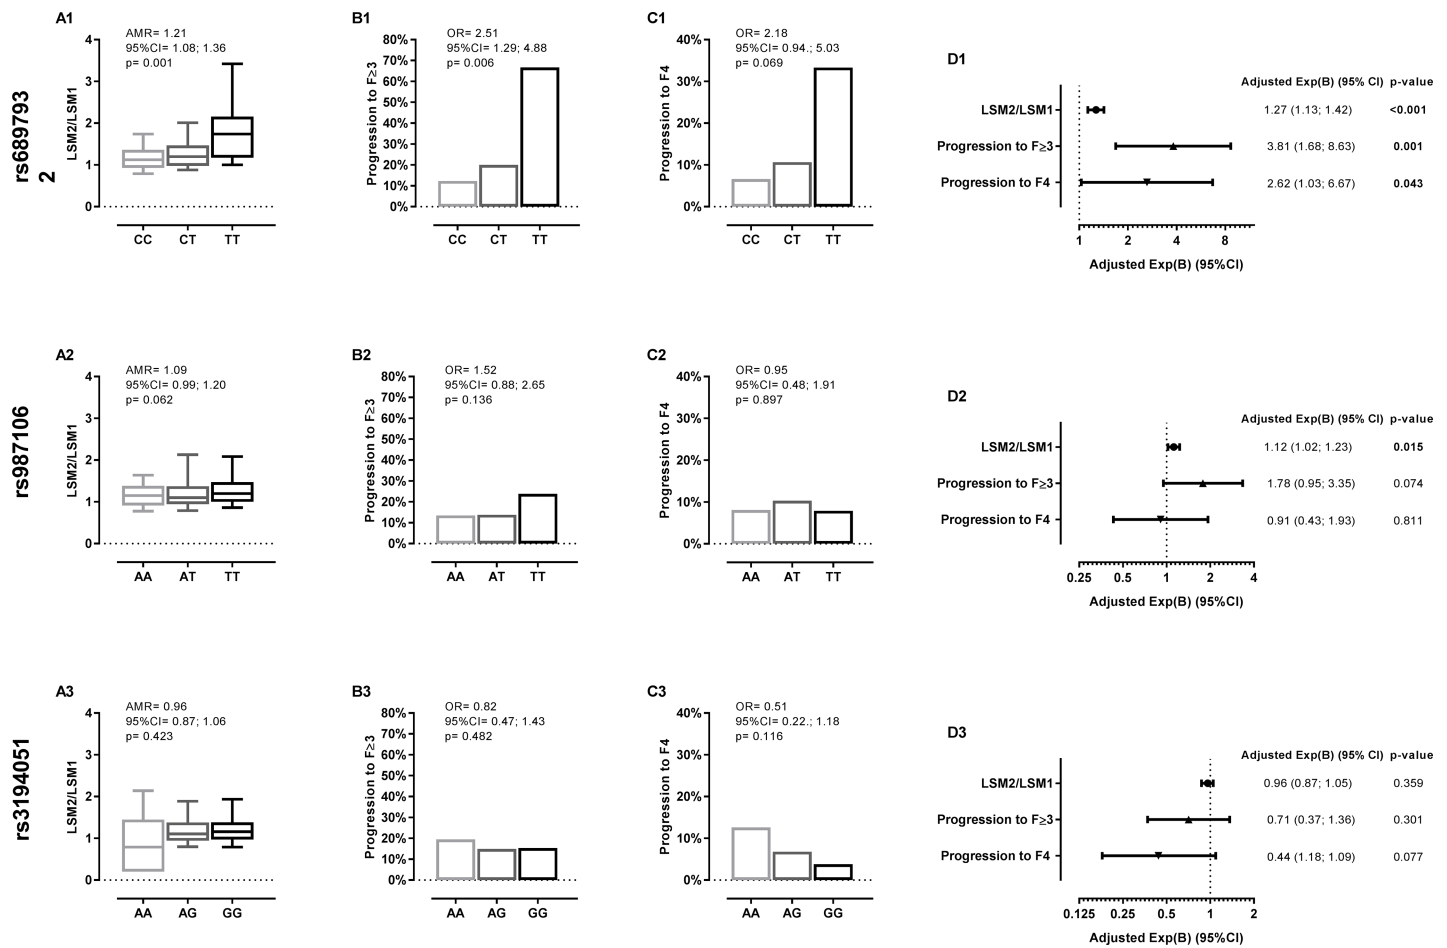 rs689793
2
A1
AMR= 1.21
95%CI= 1.08; 1.36
p= 0.001
LSM2/LSM1
4
3
2
1
0
CC CT TT
B1
OR= 2.51
95%CI= 1.29; 4.88
p= 0.006
Progression to F≥3
80%
70%
60%
50%
40%
30%
20%
10%
0%
CC CT TT
C1
OR= 2.18
95%CI= 0.94.; 5.03
p= 0.069
Progression to F4
40%
30%
20%
10%
0%
CC CT TT
D1
Adjusted Exp(B) (95% CI) p-value
LSM2/LSM1 1.27 (1.13; 1.42) <0.001
Progression to F≥3 3.81 (1.68; 8.63) 0.001
Progression to F4 2.62 (1.03; 6.67) 0.043
1 2 4 8
Adjusted Exp(B) (95%CI)
rs987106
A2
AMR= 1.09
95%CI= 0.99; 1.20
p= 0.062
LSM2/LSM1
4
3
2
1
0
AA AT TT
B2
OR= 1.52
95%CI= 0.88; 2.65
p= 0.136
Progression to F≥3
80%
70%
60%
50%
40%
30%
20%
10%
0%
AA AT TT
C2
OR= 0.95
95%CI= 0.48; 1.91
p= 0.897
Progression to F4
40%
30%
20%
10%
0%
AA AT TT
D2
Adjusted Exp(B) (95% CI) p-value
LSM2/LSM1 1.12 (1.02; 1.23) 0.015
Progression to F≥3 1.78 (0.95; 3.35) 0.074
Progression to F4 0.91 (0.43; 1.93) 0.811
0.25 0.5 1 2 4
Adjusted Exp(B) (95%CI)
rs3194051
A3
AMR= 0.96
95%CI= 0.87; 1.06
p= 0.423
LSM2/LSM1
4
3
2
1
0
AA AG GG
B3
OR= 0.82
95%CI= 0.47; 1.43
p= 0.482
Progression to F≥3
80%
70%
60%
50%
40%
30%
20%
10%
0%
AA AG GG
C3
OR= 0.51
95%CI= 0.22.; 1.18
p= 0.116
Progression to F4
40%
30%
20%
10%
0%
AA AG GG
D3
Adjusted Exp(B) (95% CI) p-value
LSM2/LSM1 0.96 (0.87; 1.05) 0.359
Progression to F≥3 0.71 (0.37; 1.36) 0.301
Progression to F4 0.44 (1.18; 1.09) 0.077
0.125 0.25 0.5 1 2
Adjusted Exp(B) (95%CI)